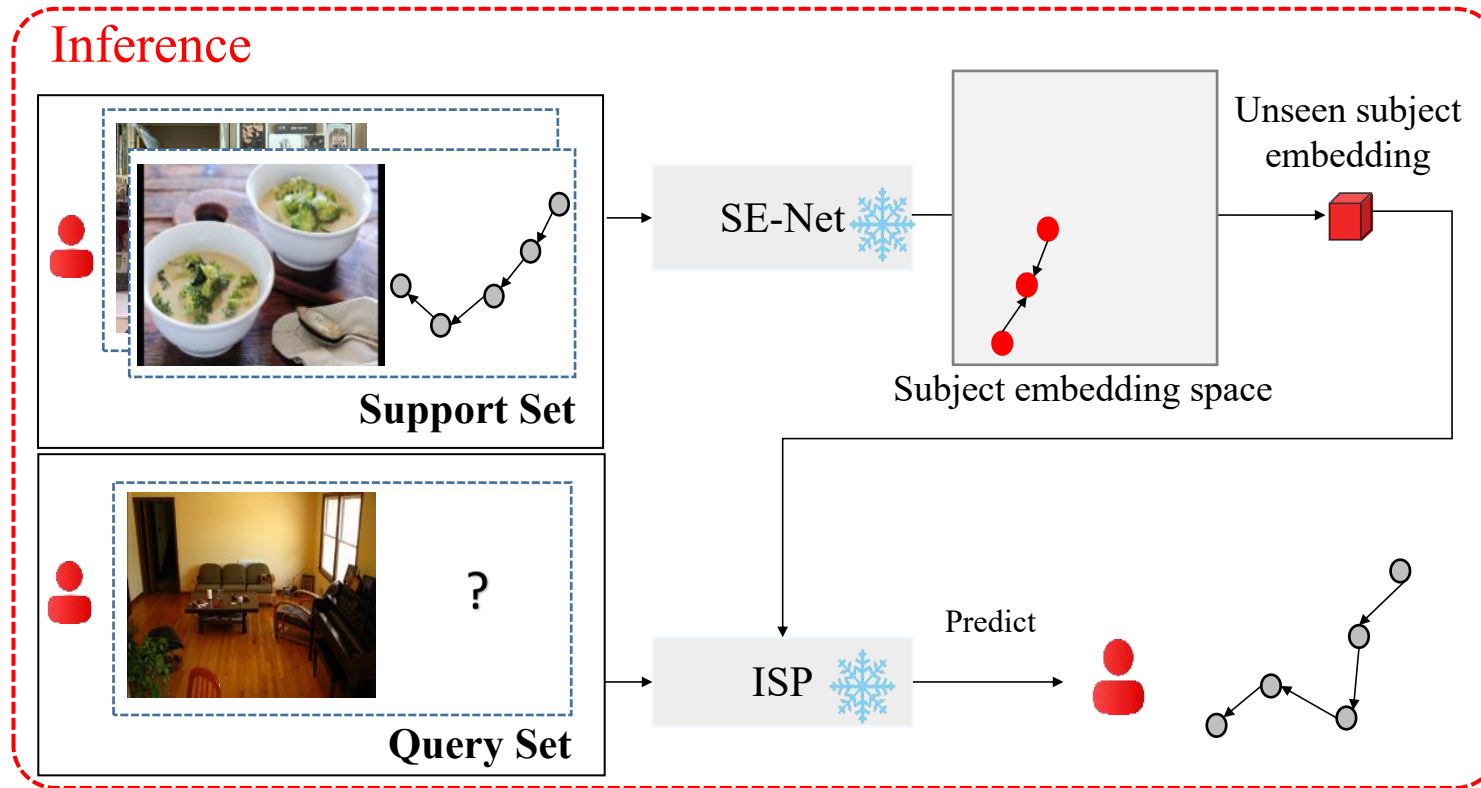 Inference
Unseen subject
embedding
SE-Net
Subject embedding space
Support Set
?
Predict
ISP
Query Set